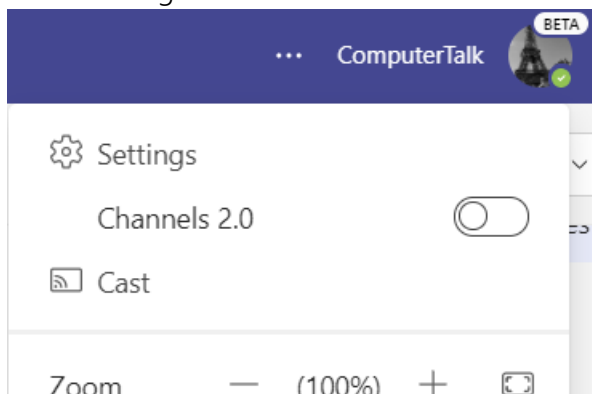 BETA
... ComputerTalk
Settings
Channels 2.0
Cast
Zoom — (100%) +